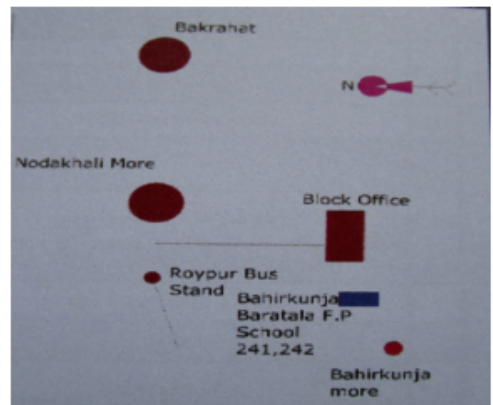 Bakrahat
N
Nodakhali More
Block Office
Roypur Bus
Stand
Bahirkunja
Baratala F.P
School
241,242
Bahirkunja
more